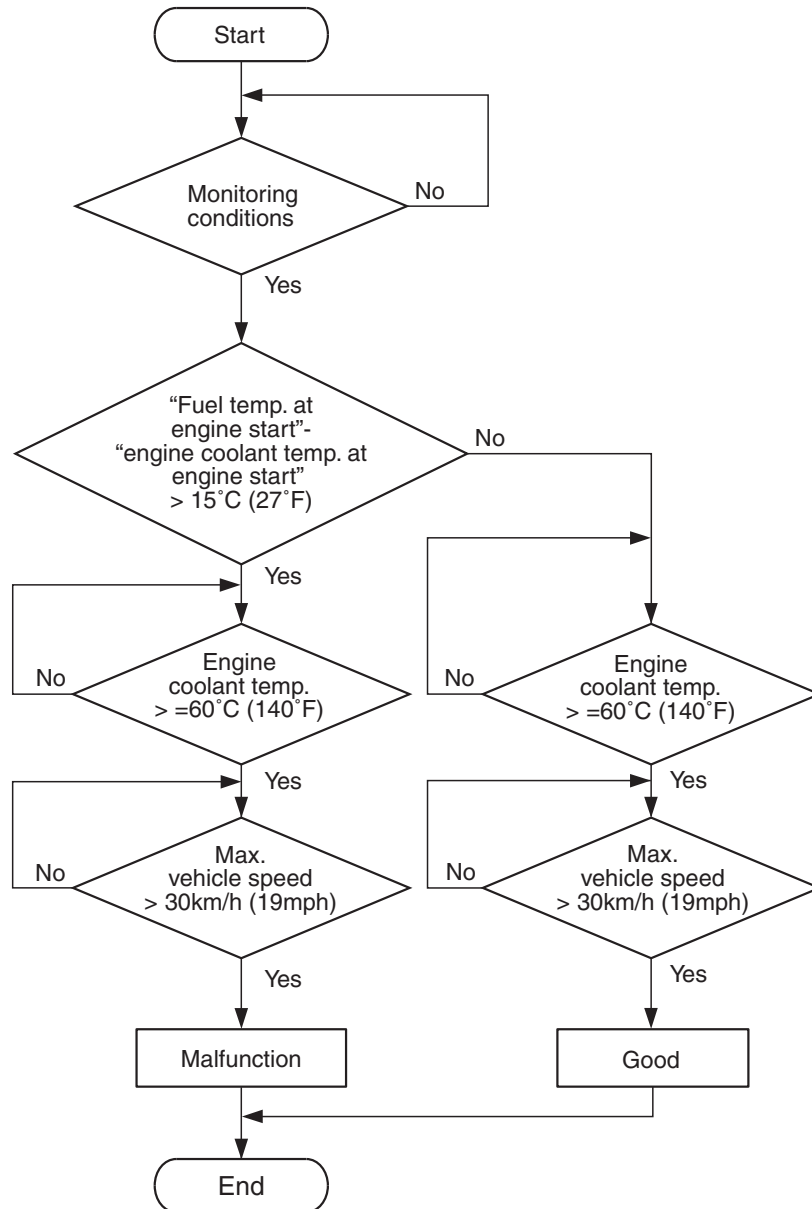 Start
Monitoring
conditions
No
Yes
“Fuel temp. at
engine start”-
“engine coolant temp. at
engine start”
> 15˚C (27˚F)
No
Yes
Engine
coolant temp.
> =60˚C (140˚F)
No
Yes
Engine
coolant temp.
> =60˚C (140˚F)
No
Yes
Max.
vehicle speed
> 30km/h (19mph)
No
Yes
Max.
vehicle speed
> 30km/h (19mph)
No
Yes
Malfunction
Good
End